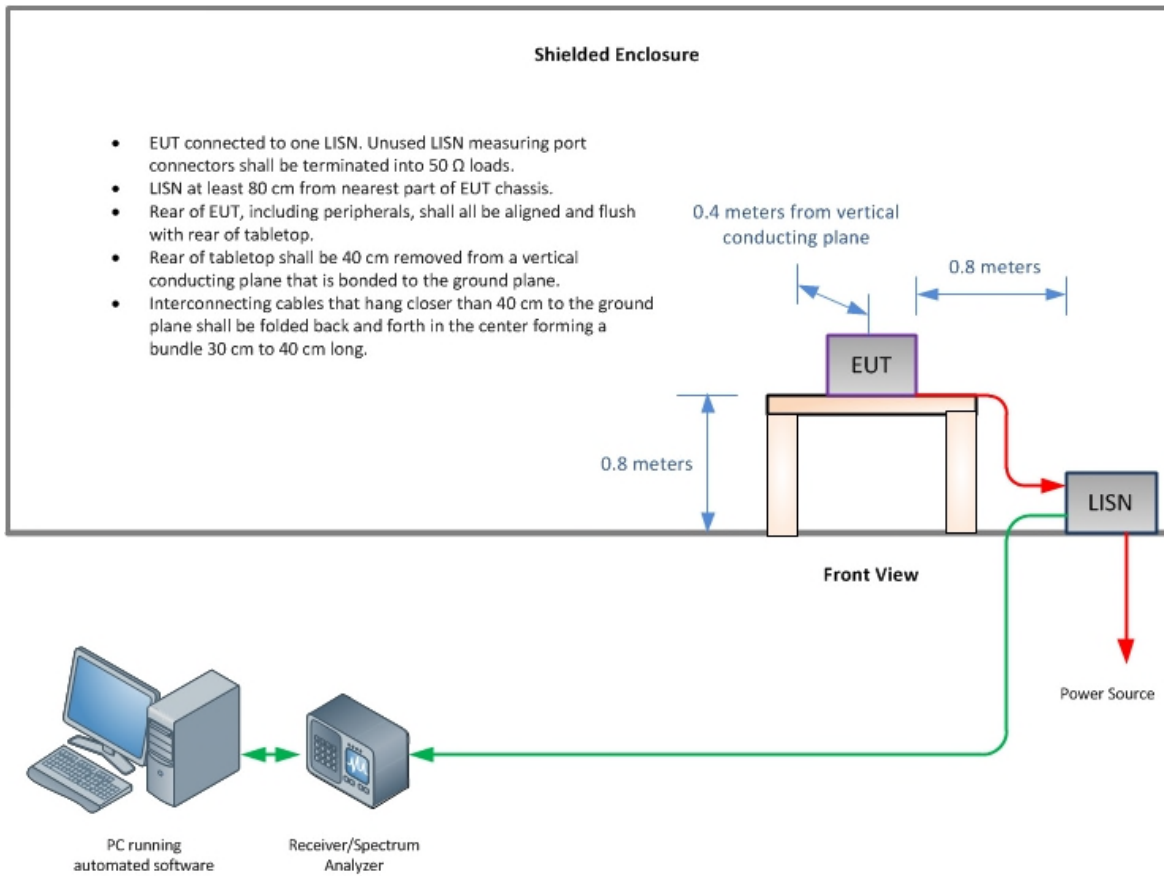 Shielded Enclosure
• EUT connected to one LISN. Unused LISN measuring port
connectors shall be terminated into 50 Ω loads.
• LISN at least 80 cm from nearest part of EUT chassis.
• Rear of EUT, including peripherals, shall all be aligned and flush
with rear of tabletop.
• Rear of tabletop shall be 40 cm removed from a vertical
conducting plane that is bonded to the ground plane.
• Interconnecting cables that hang closer than 40 cm to the ground
plane shall be folded back and forth in the center forming a
bundle 30 cm to 40 cm long.
0.4 meters from vertical
conducting plane
0.8 meters
EUT
0.8 meters
LISN
Front View
Power Source
PC running
automated software
Receiver/Spectrum
Analyzer